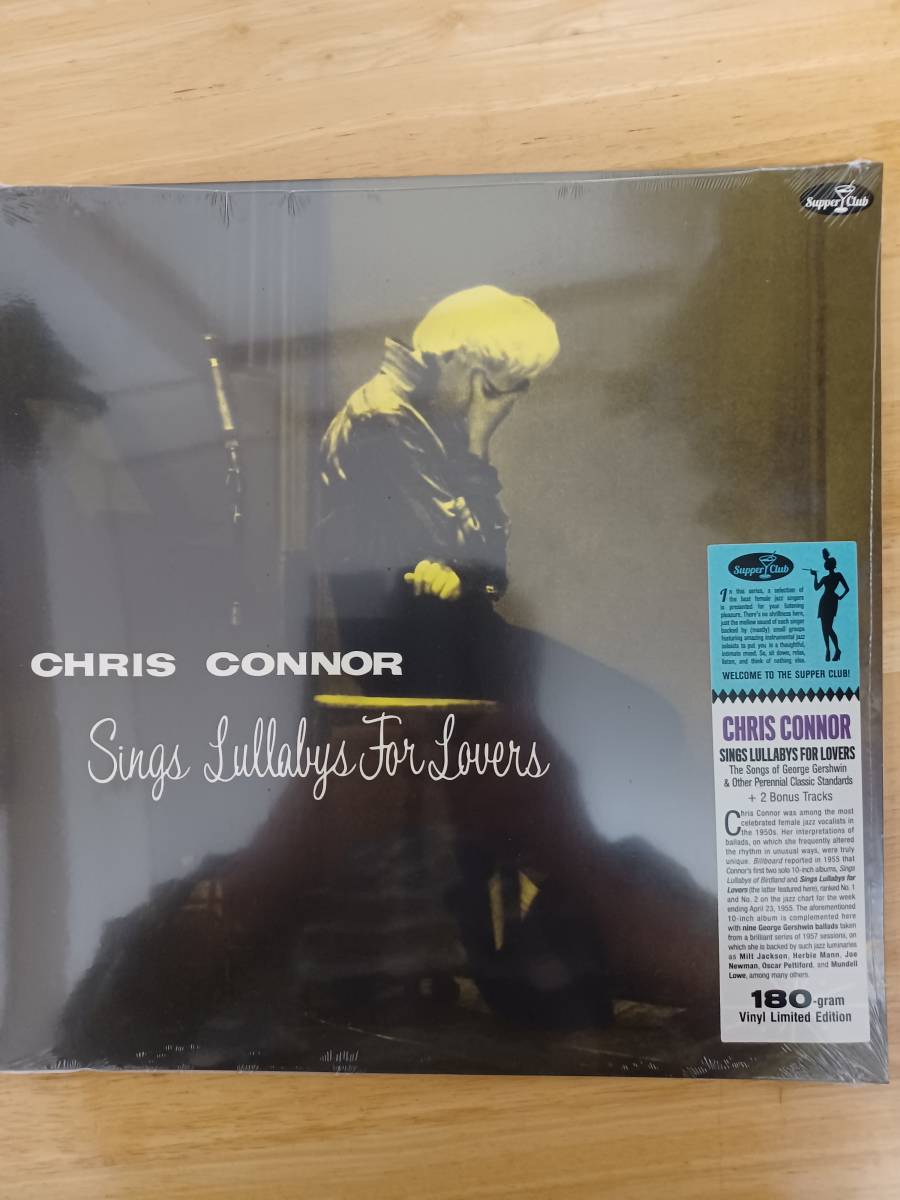 Supper Club
CHRIS CONNOR
Sings Lullabys For Lovers
Supper Club
In this series, a selection of
the best female jazz singers
is presented for your listening
pleasure. There's no shrillness here,
just the mellow sound of each singer
backed by (mostly) small groups
featuring amazing instrumental jazz
soloists to put you in a thoughtful,
intimate mood. So, sit down, relax,
listen, and think of nothing else.
WELCOME TO THE SUPPER CLUB!
CHRIS CONNOR
SINGS LULLABYS FOR LOVERS
The Songs of George Gershwin
& Other Perennial Classic Standards
+ 2 Bonus Tracks
Chris Connor was among the most
celebrated female jazz vocalists in
the 1950s. Her interpretations of
ballads, on which she frequently altered
the rhythm in unusual ways, were truly
unique. Billboard reported in 1955 that
Connor's first two solo 10-inch albums, Sings
Lullabys of Birdland and Sings Lullabys for
Lovers (the latter featured here), ranked No. 1
and No. 2 on the jazz chart for the week
ending April 23, 1955. The aforementioned
10-inch album is complemented here
with nine George Gershwin ballads taken
from a brilliant series of 1957 sessions, on
which she is backed by such jazz luminaries
as Milt Jackson, Herbie Mann, Joe
Newman, Oscar Pettiford, and Mundell
Lowe, among many others.
180-gram
Vinyl Limited Edition